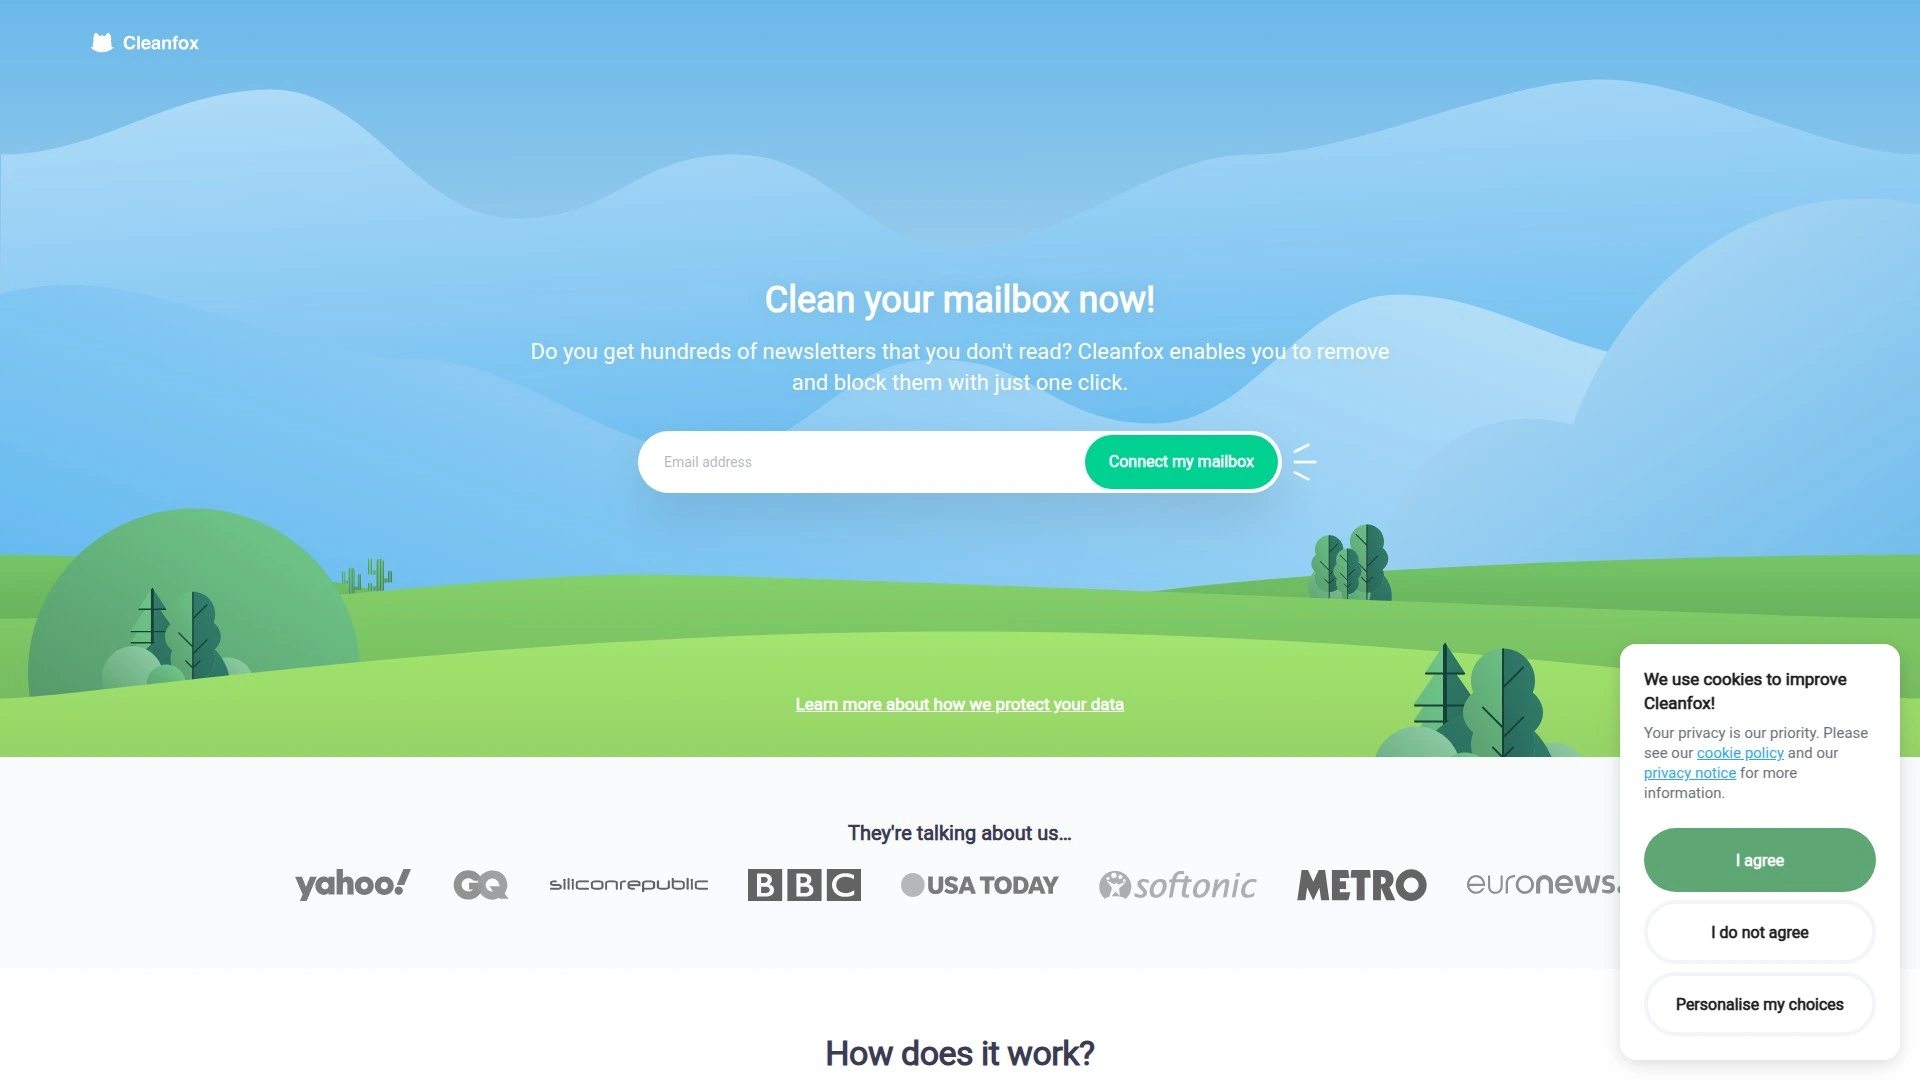 Cleanfox
Clean your mailbox now!
Do you get hundreds of newsletters that you don't read? Cleanfox enables you to remove
and block them with just one click.
Email address
Connect my mailbox
Learn more about how we protect your data
They're talking about us...
yahoo!
GQ
siliconrepublic
BBC
USA TODAY
softonic
METRO
euronews.
How does it work?
We use cookies to improve
Cleanfox!
Your privacy is our priority. Please
see our cookie policy and our
privacy notice for more
information.
I agree
I do not agree
Personalise my choices